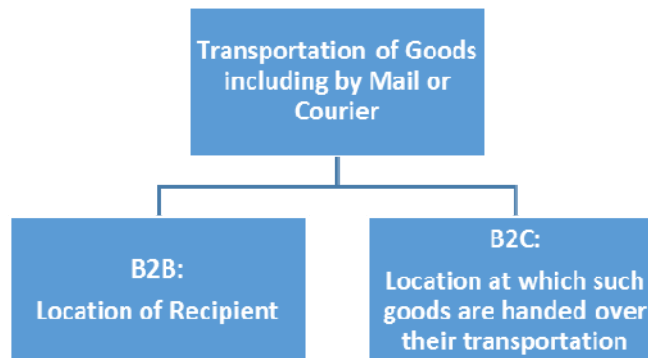 Transportation of Goods
including by Mail or
Courier
B2B:
Location of Recipient
B2C:
Location at which such
goods are handed over
their transportation